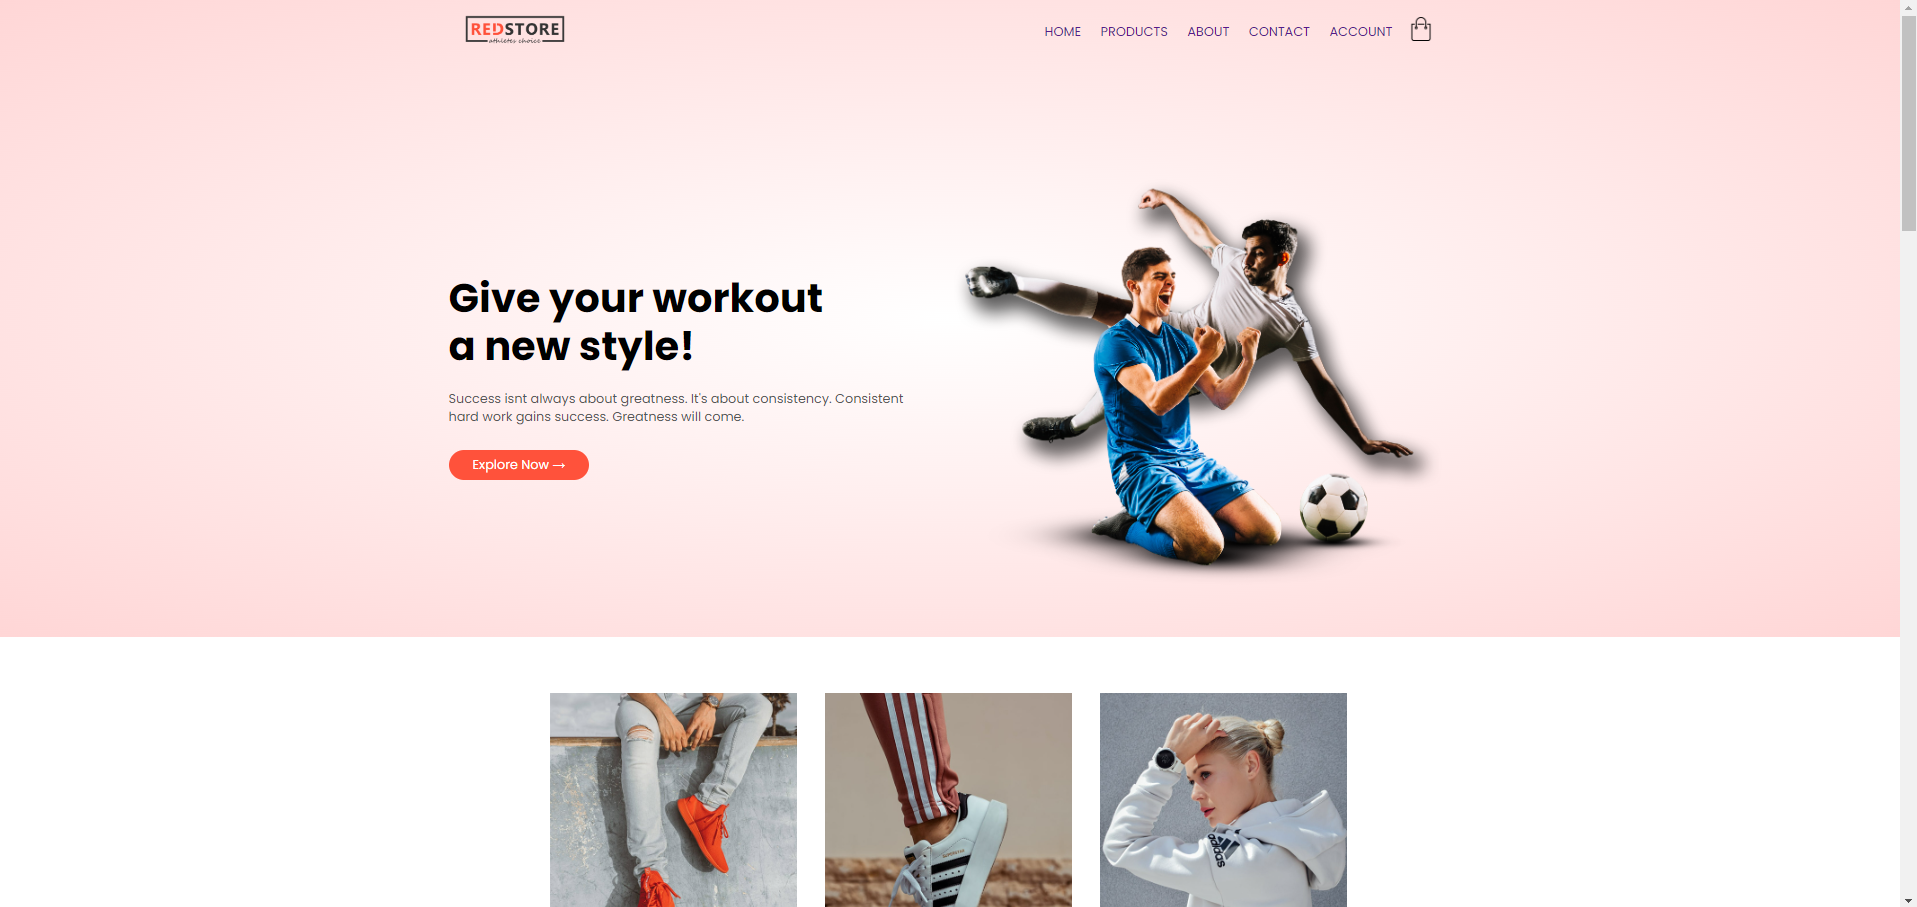 REDSTORE
athletes choice
HOME PRODUCTS ABOUT CONTACT ACCOUNT
Give your workout
a new style!
Success isnt always about greatness. It's about consistency. Consistent
hard work gains success. Greatness will come.
Explore Now →
adidas